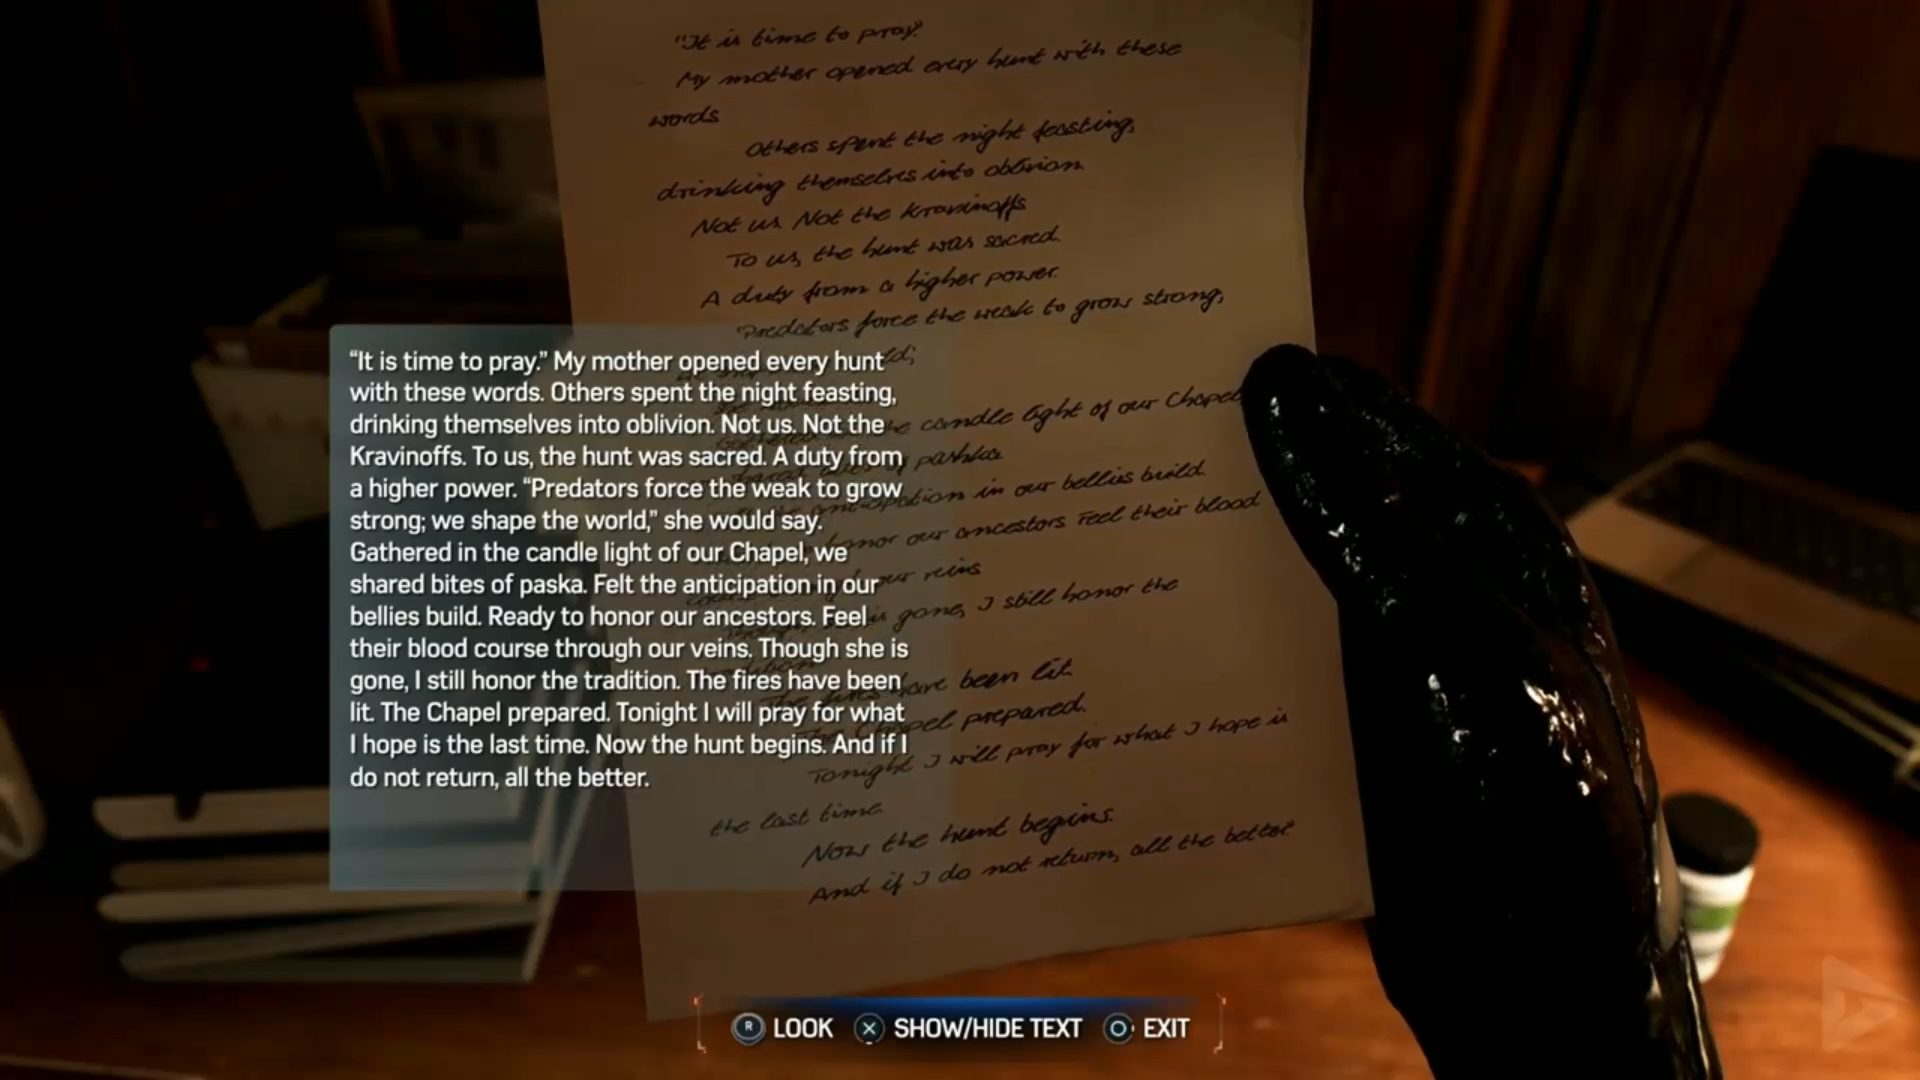 "It is time to pray."
My mother opened every hunt with these
words
Others spent the night feasting,
drinking themselves into oblivion.
Not us. Not the Kravinoffs
To us, the hunt was sacred.
A duty from a higher power.
Predators force the weak to grow strong;
candle light of our Chapel
pashka
anticipation in our bellies build.
honor our ancestors Feel their blood
our veins
is gone, I still honor the
tradition
The fires have been lit.
The Chapel prepared.
Tonight I will pray for what I hope is
the last time.
Now the hunt begins.
And if I do not return, all the better."
“It is time to pray.” My mother opened every hunt
with these words. Others spent the night feasting,
drinking themselves into oblivion. Not us. Not the
Kravinoffs. To us, the hunt was sacred. A duty from
a higher power. “Predators force the weak to grow
strong; we shape the world,” she would say.
Gathered in the candle light of our Chapel, we
shared bites of paska. Felt the anticipation in our
bellies build. Ready to honor our ancestors. Feel
their blood course through our veins. Though she is
gone, I still honor the tradition. The fires have been
lit. The Chapel prepared. Tonight I will pray for what
I hope is the last time. Now the hunt begins. And if I
do not return, all the better.
R LOOK X SHOW/HIDE TEXT O EXIT